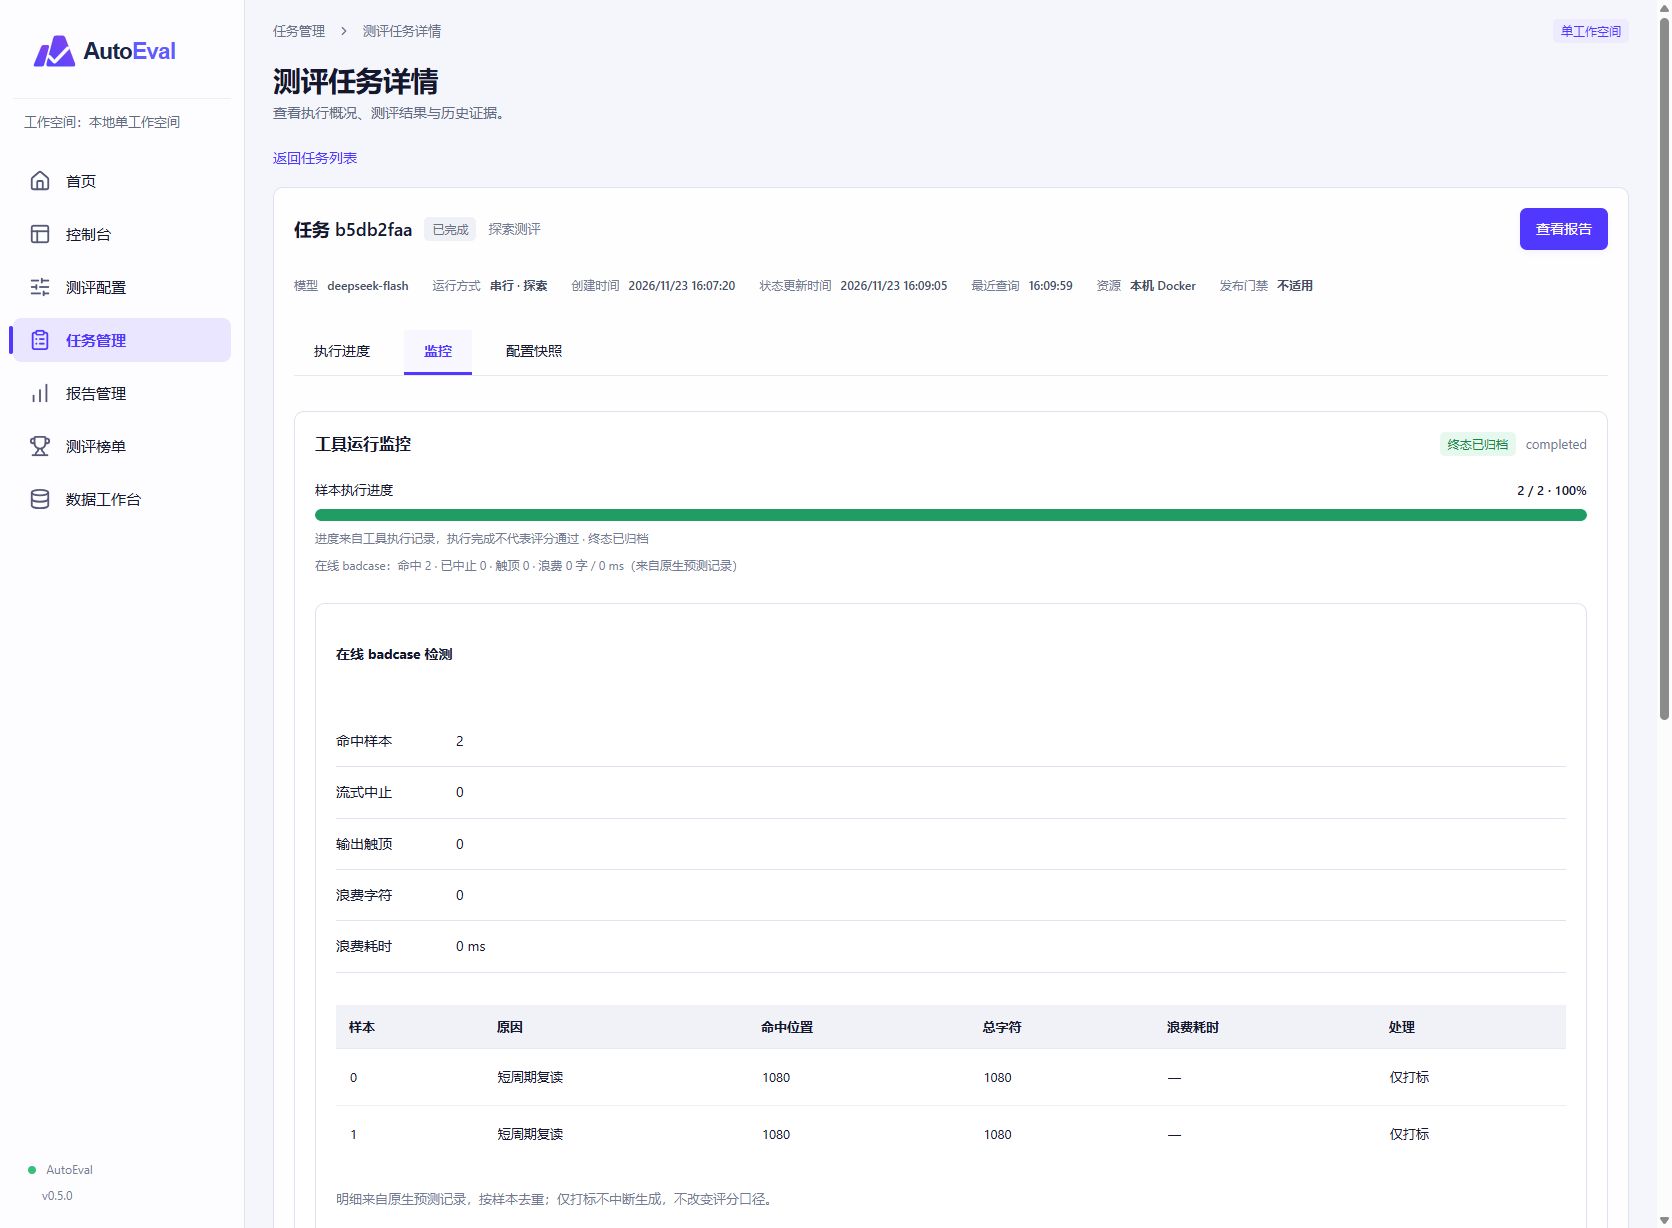 AutoEval
工作空间：本地单工作空间
首页
控制台
测评配置
任务管理
报告管理
测评榜单
数据工作台
AutoEval
v0.5.0
任务管理 > 测评任务详情
单工作空间
测评任务详情
查看执行概况、测评结果与历史证据。
返回任务列表
任务 b5db2faa 已完成 探索测评
查看报告
模型 deepseek-flash 运行方式 串行 · 探索 创建时间 2026/11/23 16:07:20 状态更新时间 2026/11/23 16:09:05 最近查询 16:09:59 资源 本机 Docker 发布门禁 不适用
执行进度 监控 配置快照
工具运行监控
终态已归档 completed
样本执行进度 2 / 2 · 100%
进度来自工具执行记录，执行完成不代表评分通过 · 终态已归档
在线 badcase：命中 2 · 已中止 0 · 触顶 0 · 浪费 0 字 / 0 ms（来自原生预测记录）
在线 badcase 检测
命中样本 2
流式中止 0
输出触顶 0
浪费字符 0
浪费耗时 0 ms
样本 原因 命中位置 总字符 浪费耗时 处理
0 短周期复读 1080 1080 — 仅打标
1 短周期复读 1080 1080 — 仅打标
明细来自原生预测记录，按样本去重；仅打标不中断生成，不改变评分口径。